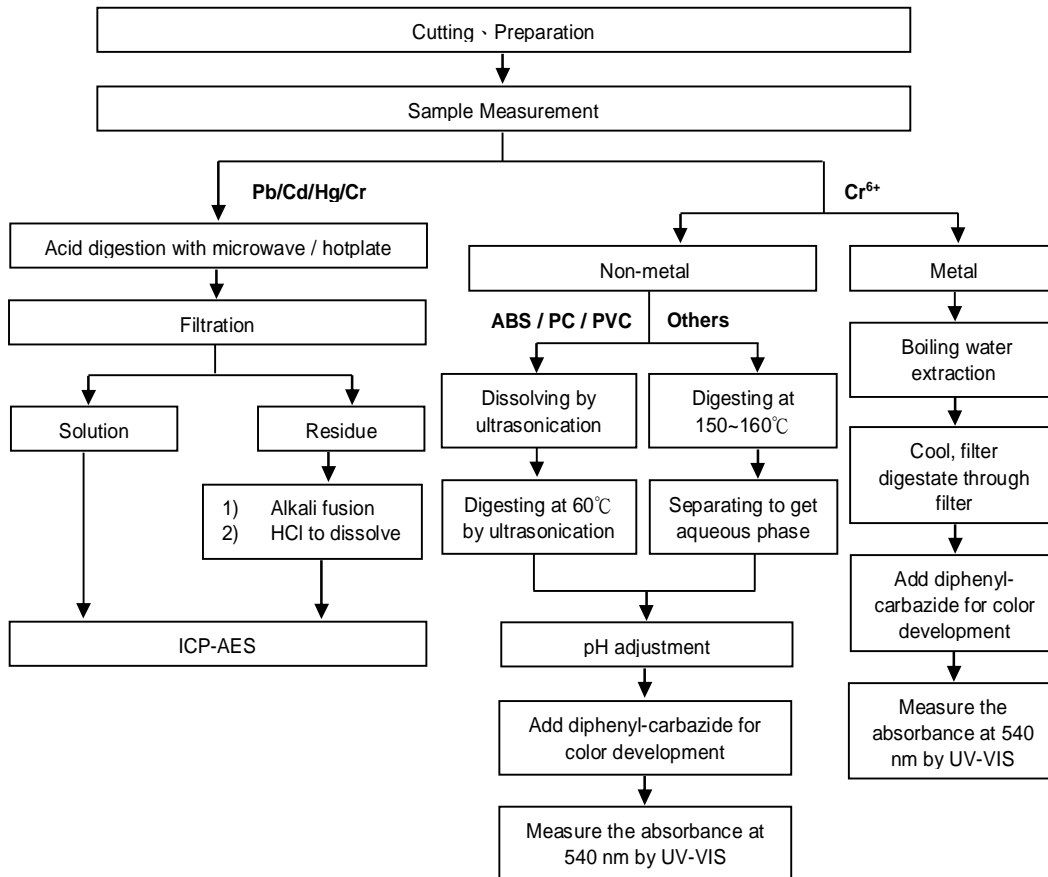 Cutting、Preparation
Sample Measurement
Pb/Cd/Hg/Cr
Cr⁶⁺
Acid digestion with microwave / hotplate
Filtration
Solution
Residue
1) Alkali fusion
2) HCl to dissolve
ICP-AES
Non-metal
ABS / PC / PVC
Others
Dissolving by
ultrasonication
Digesting at 60℃
by ultrasonication
Digesting at
150~160℃
Separating to get
aqueous phase
pH adjustment
Add diphenyl-carbazide for
color development
Measure the absorbance at
540 nm by UV-VIS
Metal
Boiling water
extraction
Cool, filter
digestate through
filter
Add diphenyl-
carbazide for color
development
Measure the
absorbance at 540
nm by UV-VIS